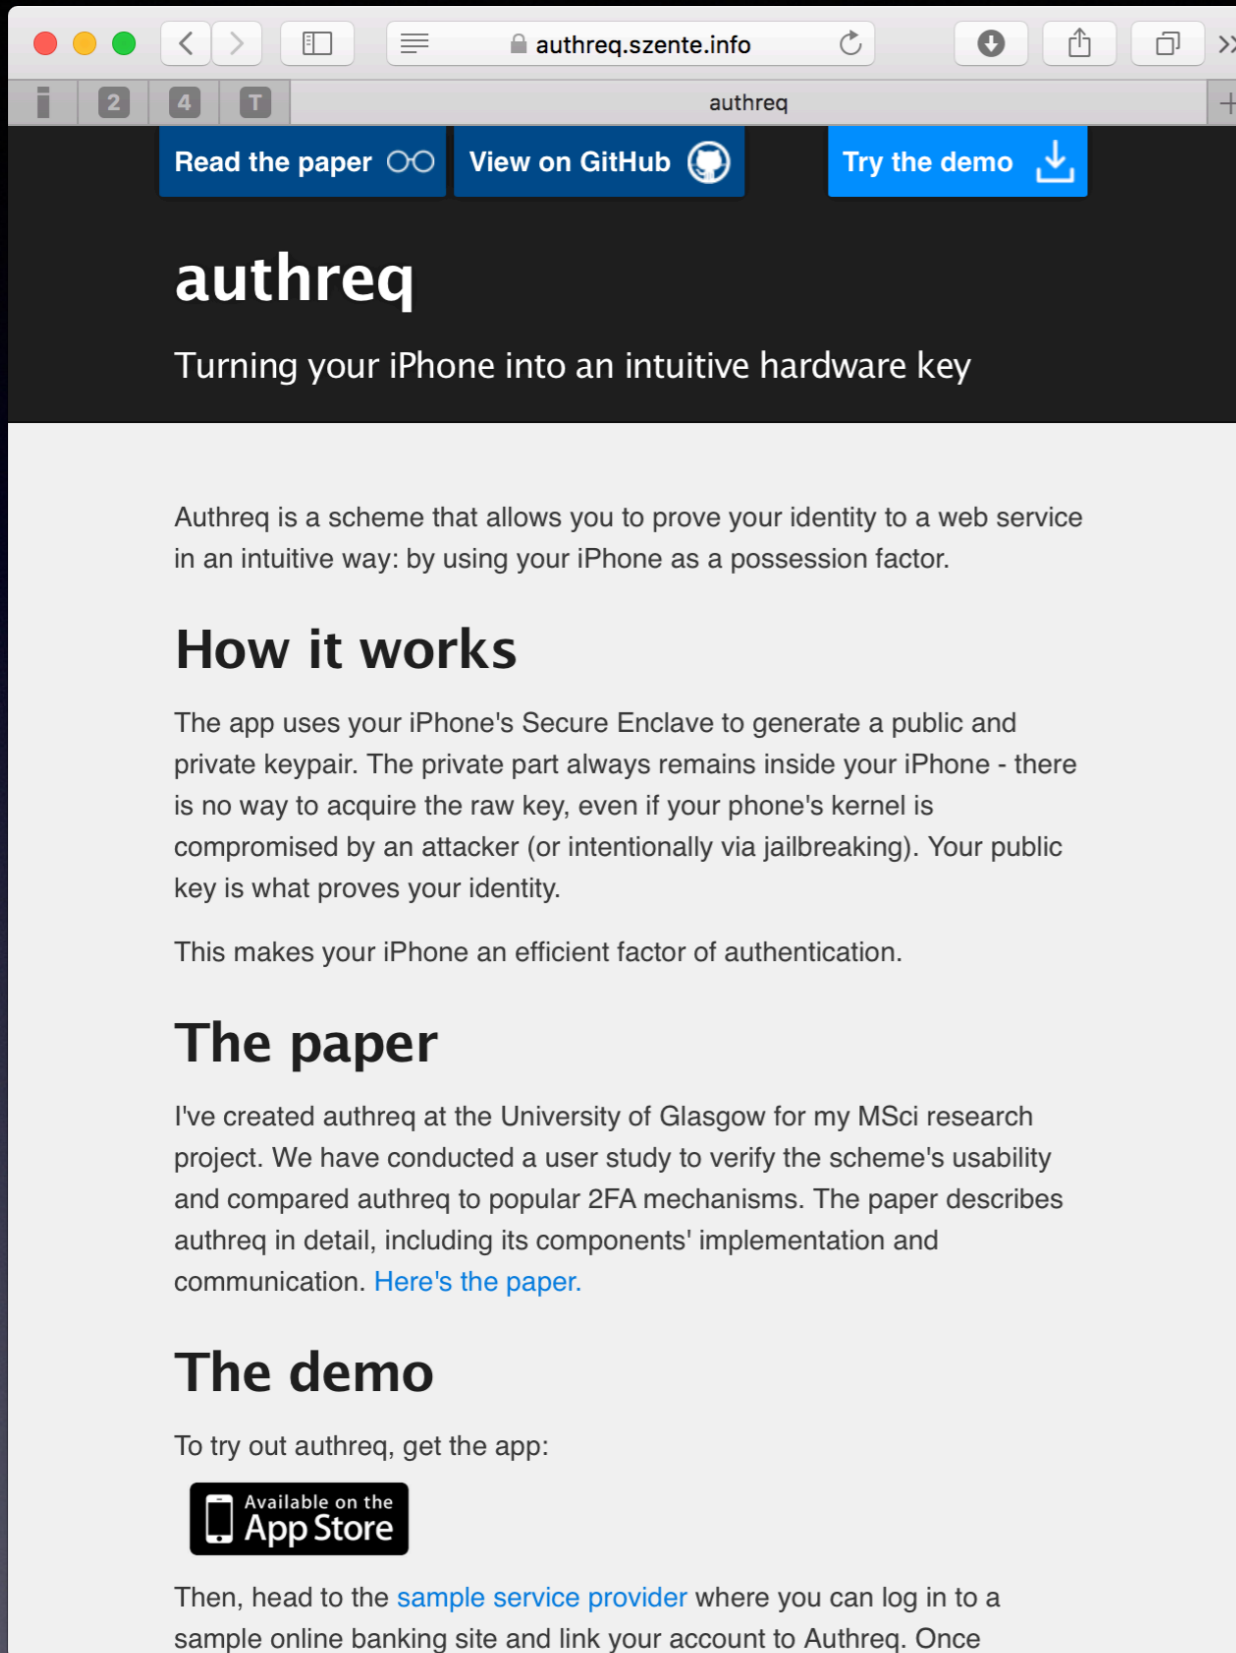 authreq.szente.info
2
4
T
authreq
Read the paper
View on GitHub
Try the demo
authreq
Turning your iPhone into an intuitive hardware key
Authreq is a scheme that allows you to prove your identity to a web service
in an intuitive way: by using your iPhone as a possession factor.
How it works
The app uses your iPhone's Secure Enclave to generate a public and
private keypair. The private part always remains inside your iPhone - there
is no way to acquire the raw key, even if your phone's kernel is
compromised by an attacker (or intentionally via jailbreaking). Your public
key is what proves your identity.
This makes your iPhone an efficient factor of authentication.
The paper
I've created authreq at the University of Glasgow for my MSci research
project. We have conducted a user study to verify the scheme's usability
and compared authreq to popular 2FA mechanisms. The paper describes
authreq in detail, including its components' implementation and
communication. Here's the paper.
The demo
To try out authreq, get the app:
Available on the
App Store
Then, head to the sample service provider where you can log in to a
sample online banking site and link your account to Authreq. Once